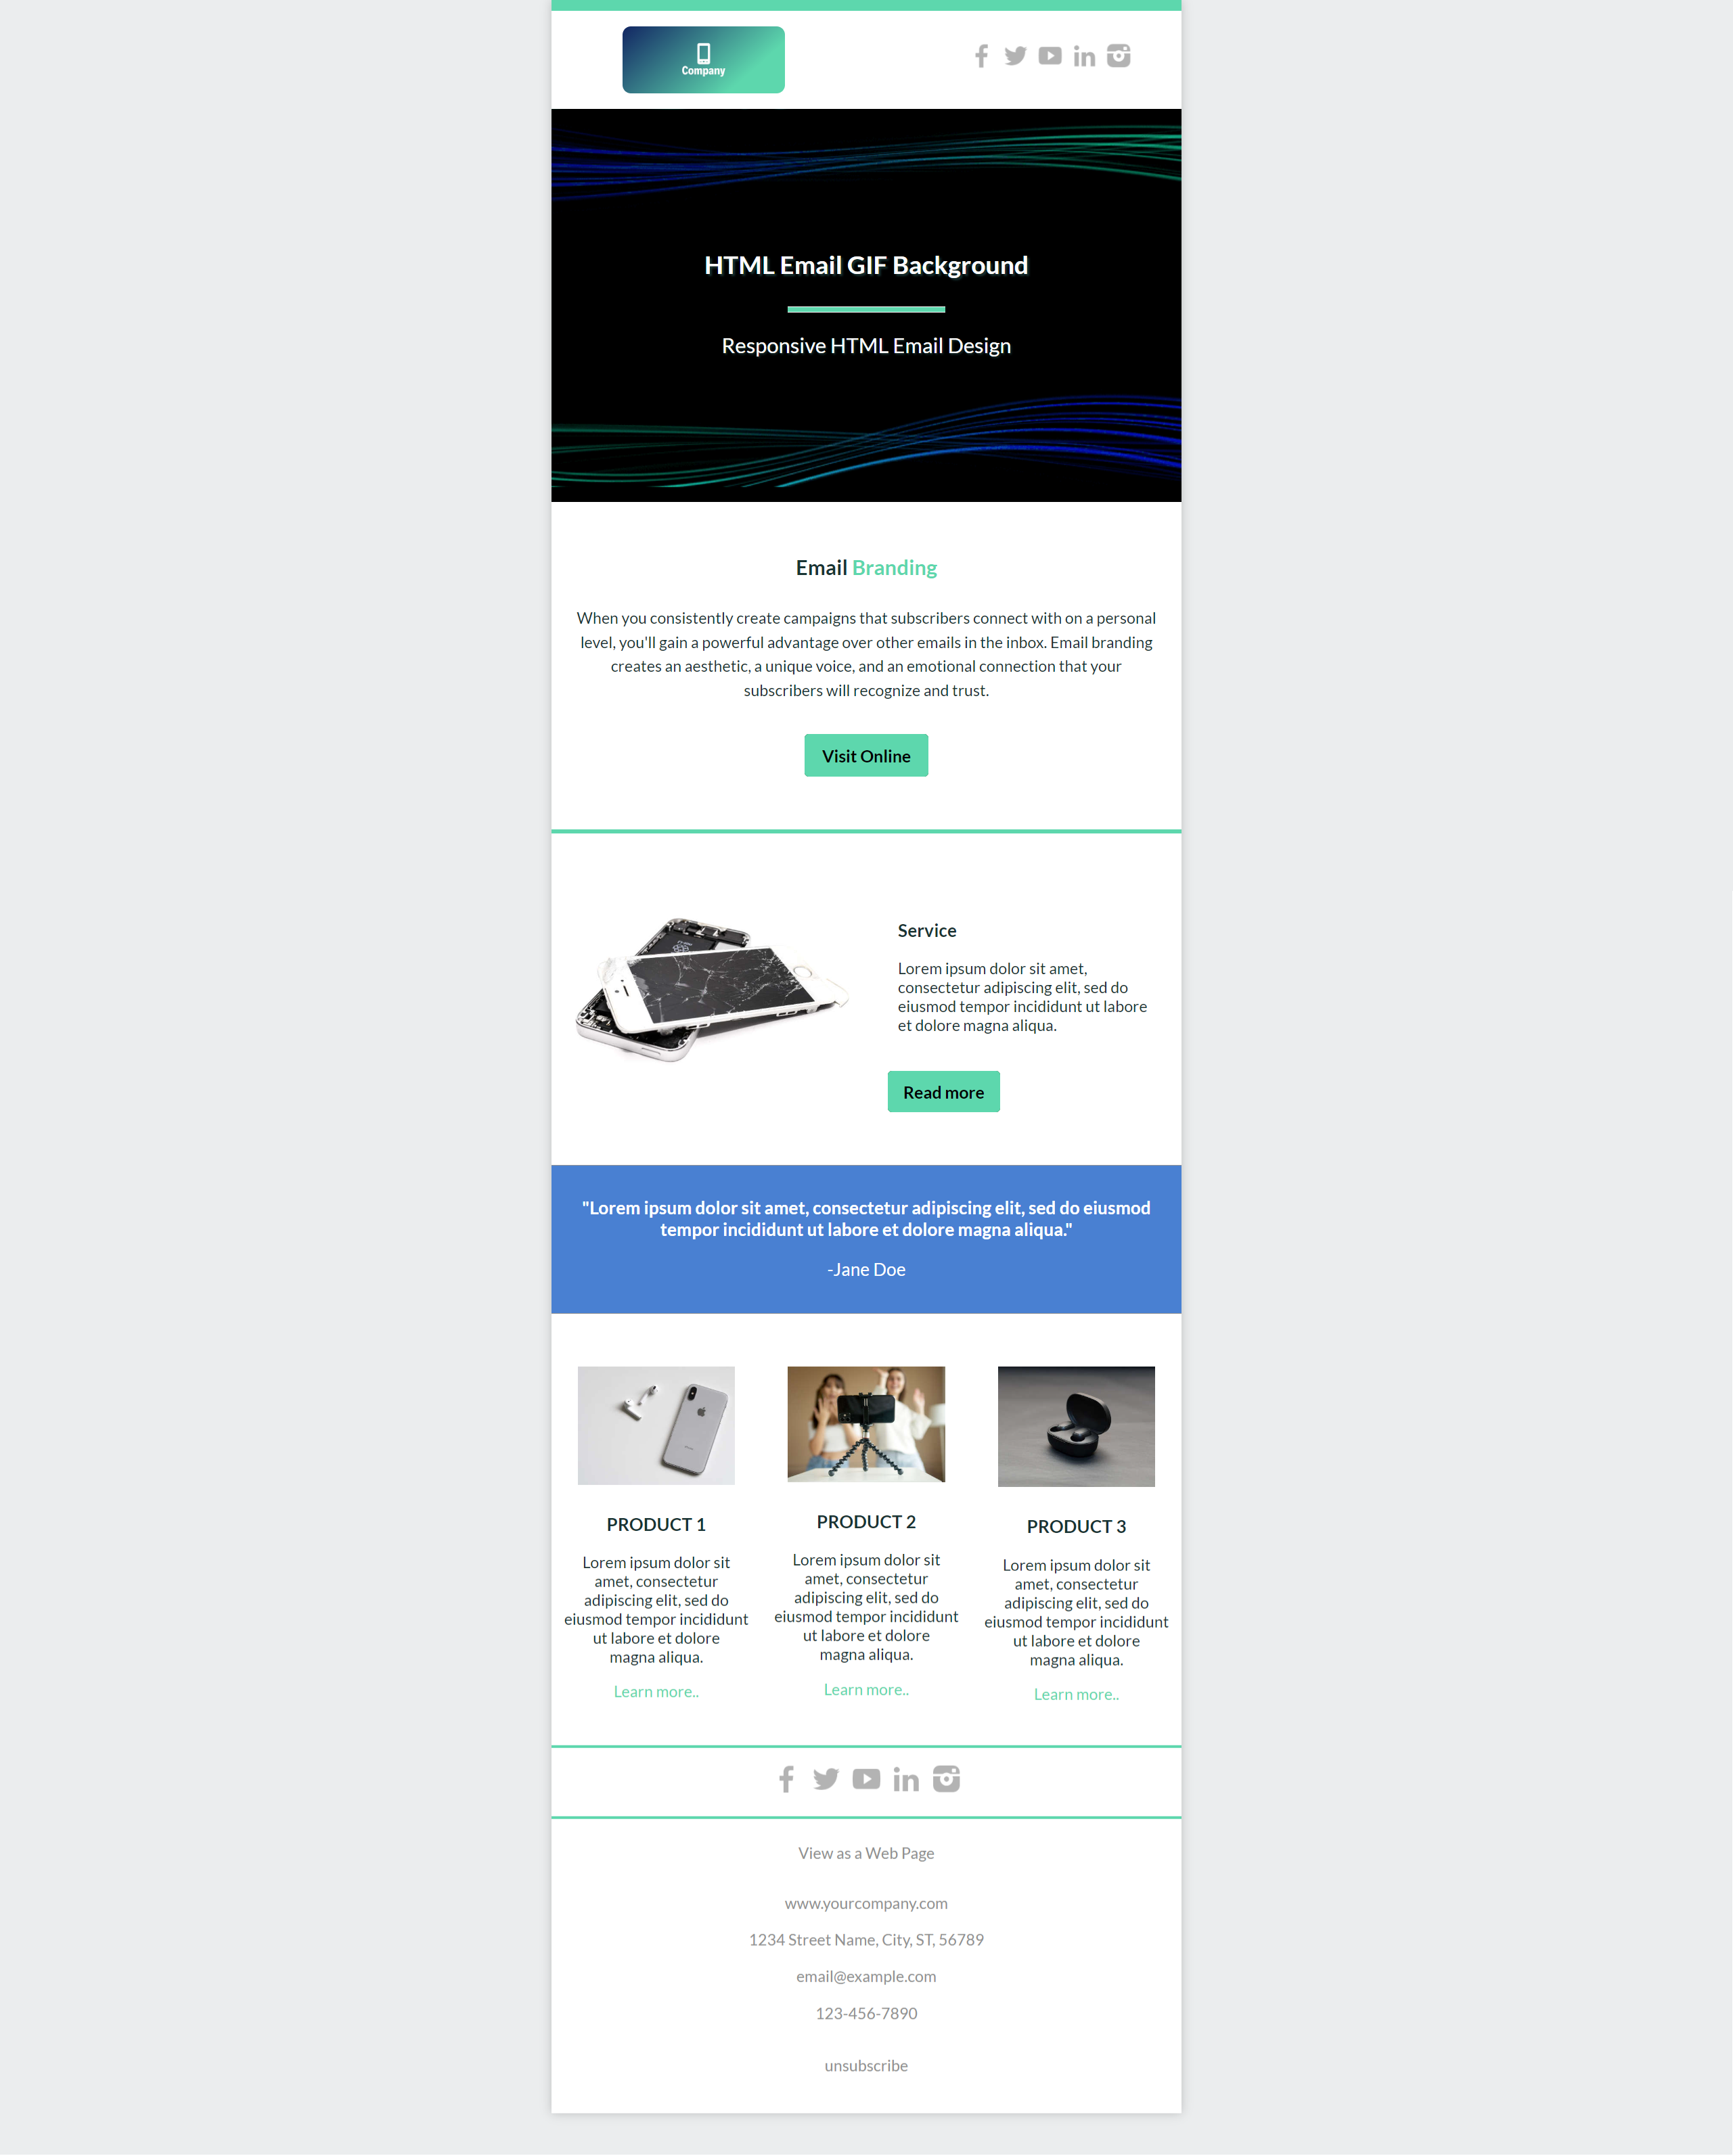 Company
HTML Email GIF Background
Responsive HTML Email Design
Email Branding
When you consistently create campaigns that subscribers connect with on a personal
level, you'll gain a powerful advantage over other emails in the inbox. Email branding
creates an aesthetic, a unique voice, and an emotional connection that your
subscribers will recognize and trust.
Visit Online
Service
Lorem ipsum dolor sit amet,
consectetur adipiscing elit, sed do
eiusmod tempor incididunt ut labore
et dolore magna aliqua.
Read more
"Lorem ipsum dolor sit amet, consectetur adipiscing elit, sed do eiusmod
tempor incididunt ut labore et dolore magna aliqua."
-Jane Doe
PRODUCT 1
Lorem ipsum dolor sit
amet, consectetur
adipiscing elit, sed do
eiusmod tempor incididunt
ut labore et dolore
magna aliqua.
Learn more..
PRODUCT 2
Lorem ipsum dolor sit
amet, consectetur
adipiscing elit, sed do
eiusmod tempor incididunt
ut labore et dolore
magna aliqua.
Learn more..
PRODUCT 3
Lorem ipsum dolor sit
amet, consectetur
adipiscing elit, sed do
eiusmod tempor incididunt
ut labore et dolore
magna aliqua.
Learn more..
View as a Web Page
www.yourcompany.com
1234 Street Name, City, ST, 56789
email@example.com
123-456-7890
unsubscribe